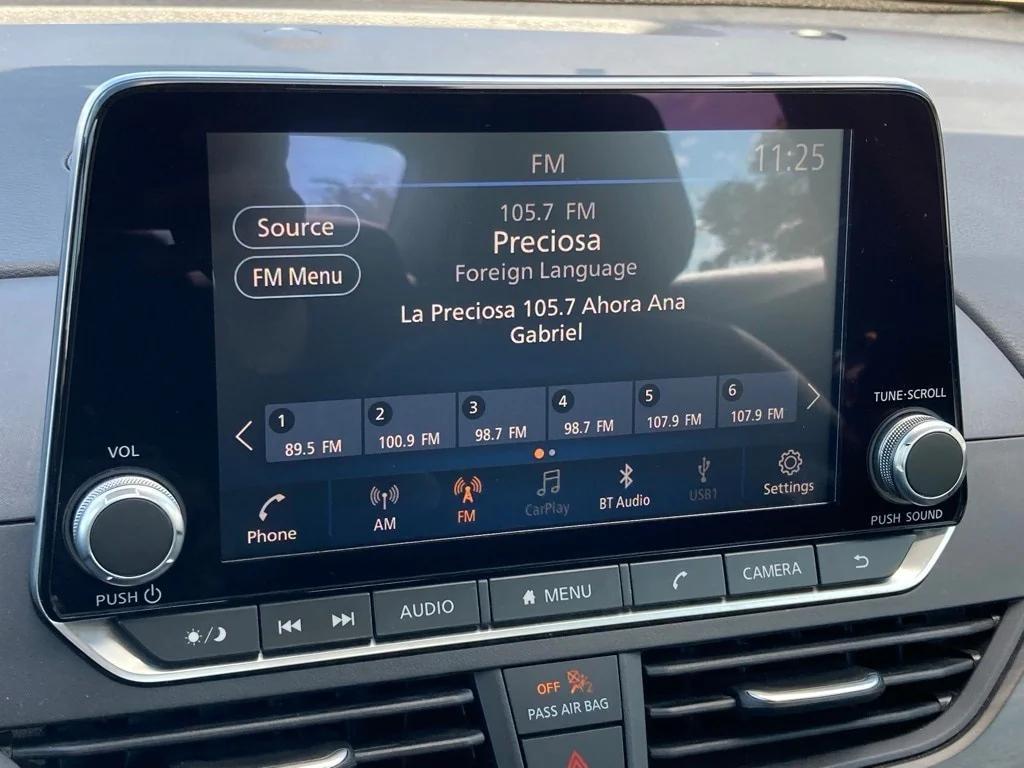 FM
11:25
Source
FM Menu
105.7 FM
Preciosa
Foreign Language
La Preciosa 105.7 Ahora Ana
Gabriel
1
89.5 FM
2
100.9 FM
3
98.7 FM
4
98.7 FM
5
107.9 FM
6
107.9 FM
Phone
AM
FM
CarPlay
BT Audio
USB1
Settings
VOL
PUSH
TUNE·SCROLL
PUSH SOUND
AUDIO
MENU
CAMERA
OFF
2
PASS AIR BAG